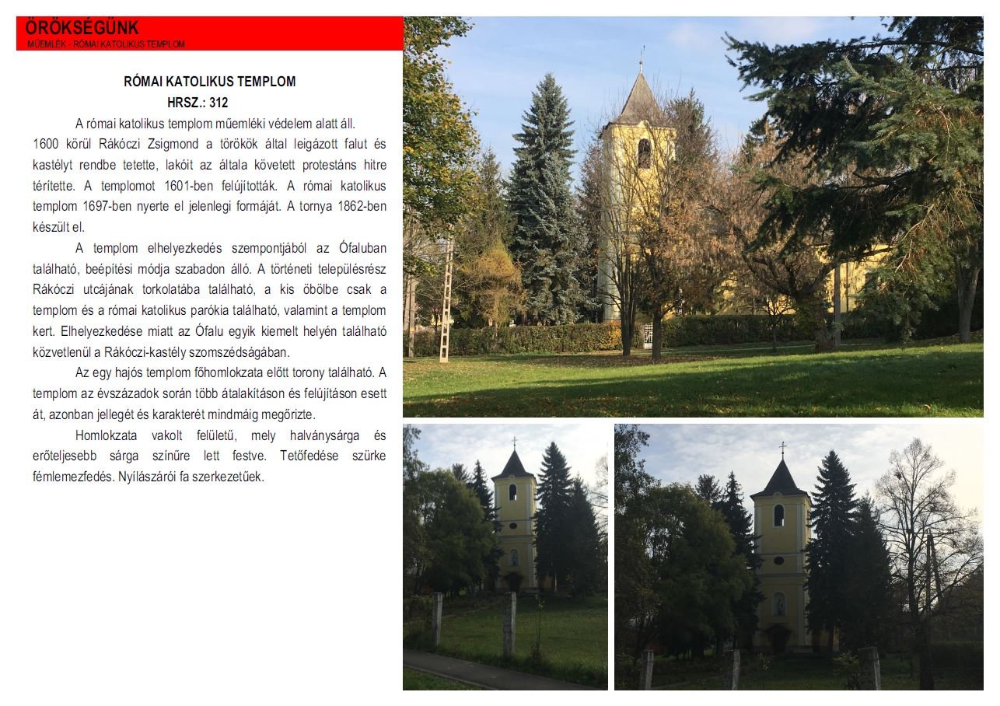 ÖRÖKSÉGÜNK
MŰEMLÉK - RÓMAI KATOLIKUS TEMPLOM
RÓMAI KATOLIKUS TEMPLOM
HRSZ.: 312
A római katolikus templom műemléki védelem alatt áll.
1600 körül Rákóczi Zsigmond a törökök által leigázott falut és
kastélyt rendbe tetette, lakóit az általa követett protestáns hitre
térítette. A templomot 1601-ben felújították. A római katolikus
templom 1697-ben nyerte el jelenlegi formáját. A tornya 1862-ben
készült el.
A templom elhelyezkedés szempontjából az Ófaluban
található, beépítési módja szabadon álló. A történeti településrész
Rákóczi utcájának torkolatába található, a kis öbölbe csak a
templom és a római katolikus parókia található, valamint a templom
kert. Elhelyezkedése miatt az Ófalu egyik kiemelt helyén található
közvetlenül a Rákóczi-kastély szomszédságában.
Az egy hajós templom főhomlokzata előtt torony található. A
templom az évszázadok során több átalakításon és felújításon esett
át, azonban jellegét és karakterét mindmáig megőrizte.
Homlokzata vakolt felületű, mely halványsárga és
erőteljesebb sárga színűre lett festve. Tetőfedése szürke
fémlemezfedés. Nyílászárói fa szerkezetűek.